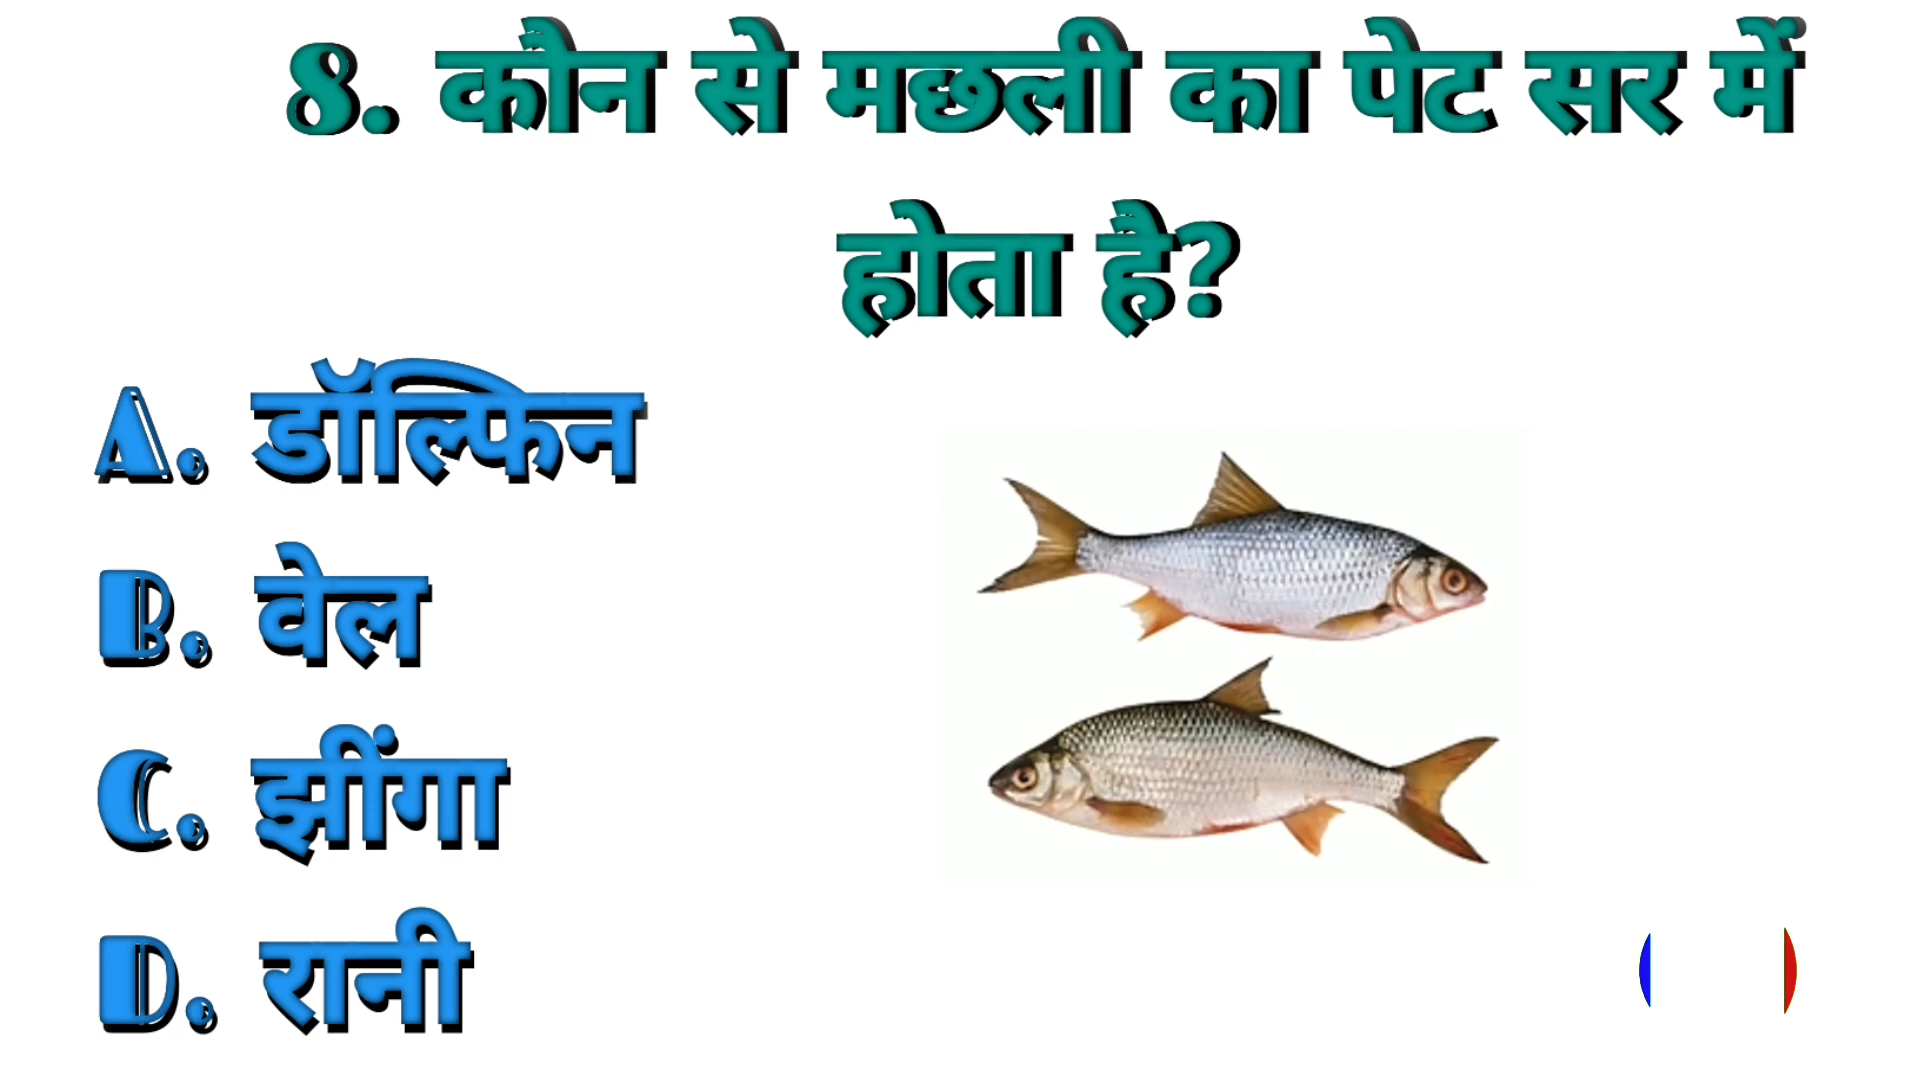 8. कौन से मछली का पेट सर में
होता है?
A. डॉल्फिन
B. वेल
C. झींगा
D. रानी